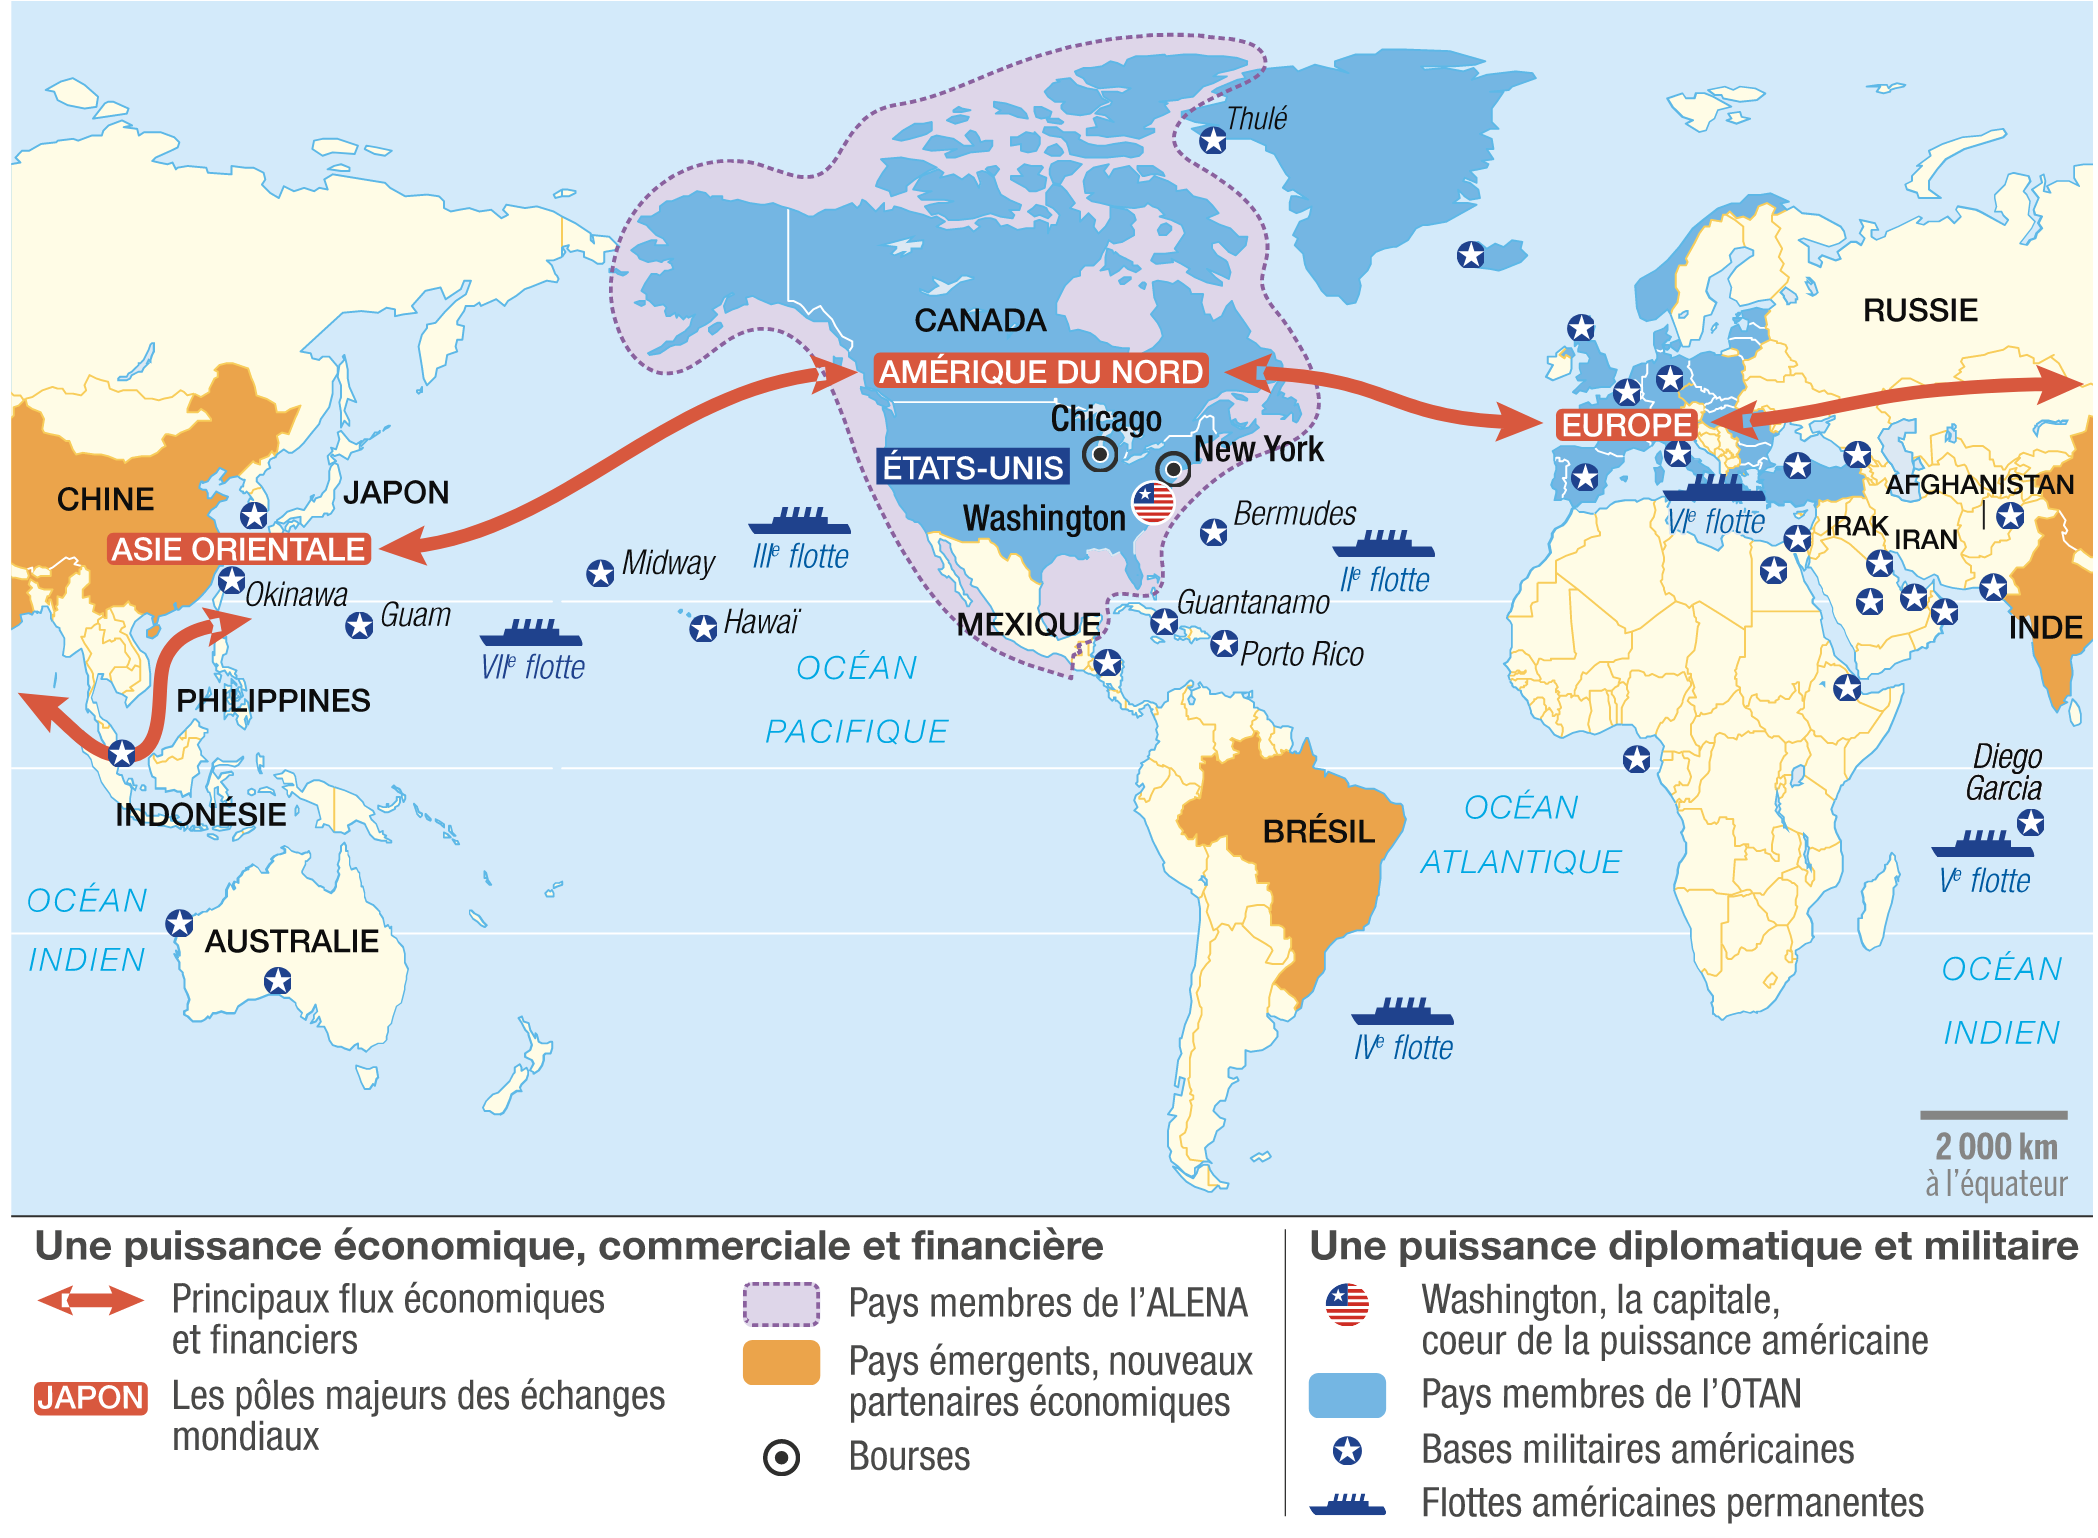 Thulé
CANADA
RUSSIE
AMÉRIQUE DU NORD
Chicago
EUROPE
New York
ÉTATS-UNIS
CHINE
JAPON
AFGHANISTAN
Washington
Bermudes
VIe flotte
IRAK
IRAN
ASIE ORIENTALE
IIIe flotte
Midway
IIe flotte
Okinawa
Guam
Hawaï
MEXIQUE
Guantanamo
INDE
VIIe flotte
OCÉAN
PACIFIQUE
Porto Rico
PHILIPPINES
Diego
Garcia
INDONÉSIE
BRÉSIL
OCÉAN
ATLANTIQUE
Ve flotte
OCÉAN
INDIEN
AUSTRALIE
OCÉAN
INDIEN
IVe flotte
2 000 km
à l'équateur
Une puissance économique, commerciale et financière
Principaux flux économiques
et financiers
JAPON
Les pôles majeurs des échanges
mondiaux
Pays membres de l'ALENA
Pays émergents, nouveaux
partenaires économiques
Bourses
Une puissance diplomatique et militaire
Washington, la capitale,
coeur de la puissance américaine
Pays membres de l'OTAN
Bases militaires américaines
Flottes américaines permanentes